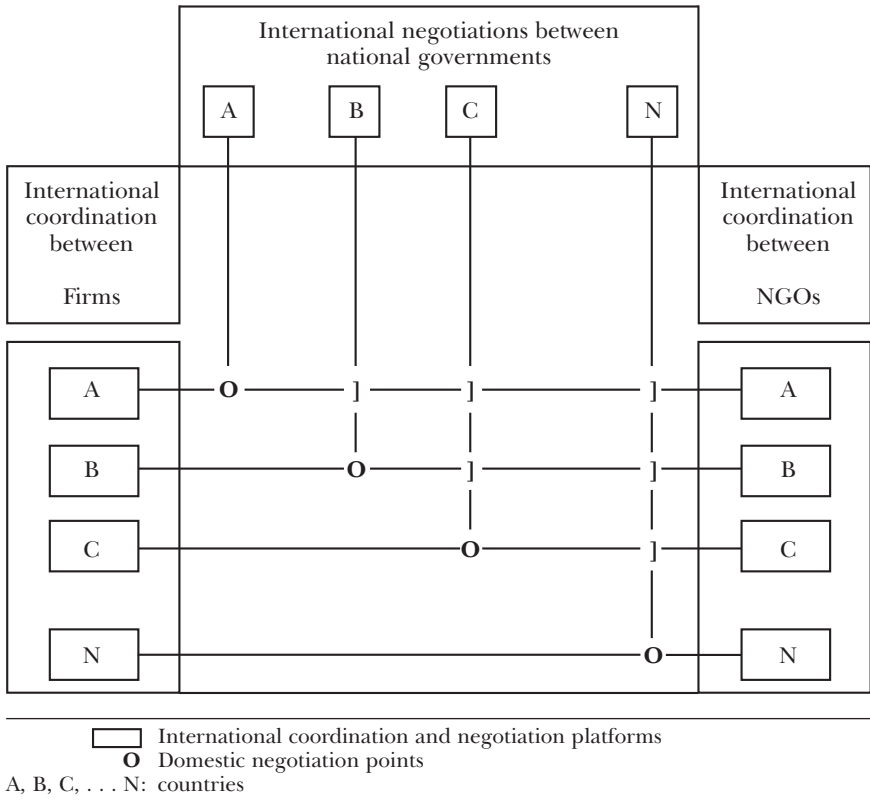 International negotiations between
national governments
A B C N
International
coordination
between
Firms
International
coordination
between
NGOs
A O ] ] ] A
B O ] ] B
C O ] C
N O N
International coordination and negotiation platforms
O Domestic negotiation points
A, B, C, . . . N: countries